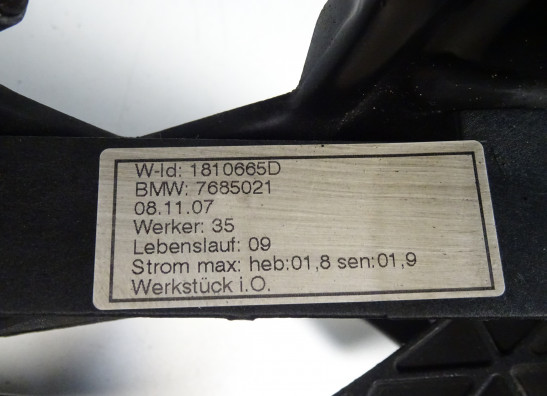 W-Id: 1810665D
BMW: 7685021
08.11.07
Werker: 35
Lebenslauf: 09
Strom max: heb:01,8 sen:01,9
Werkstück i.O.